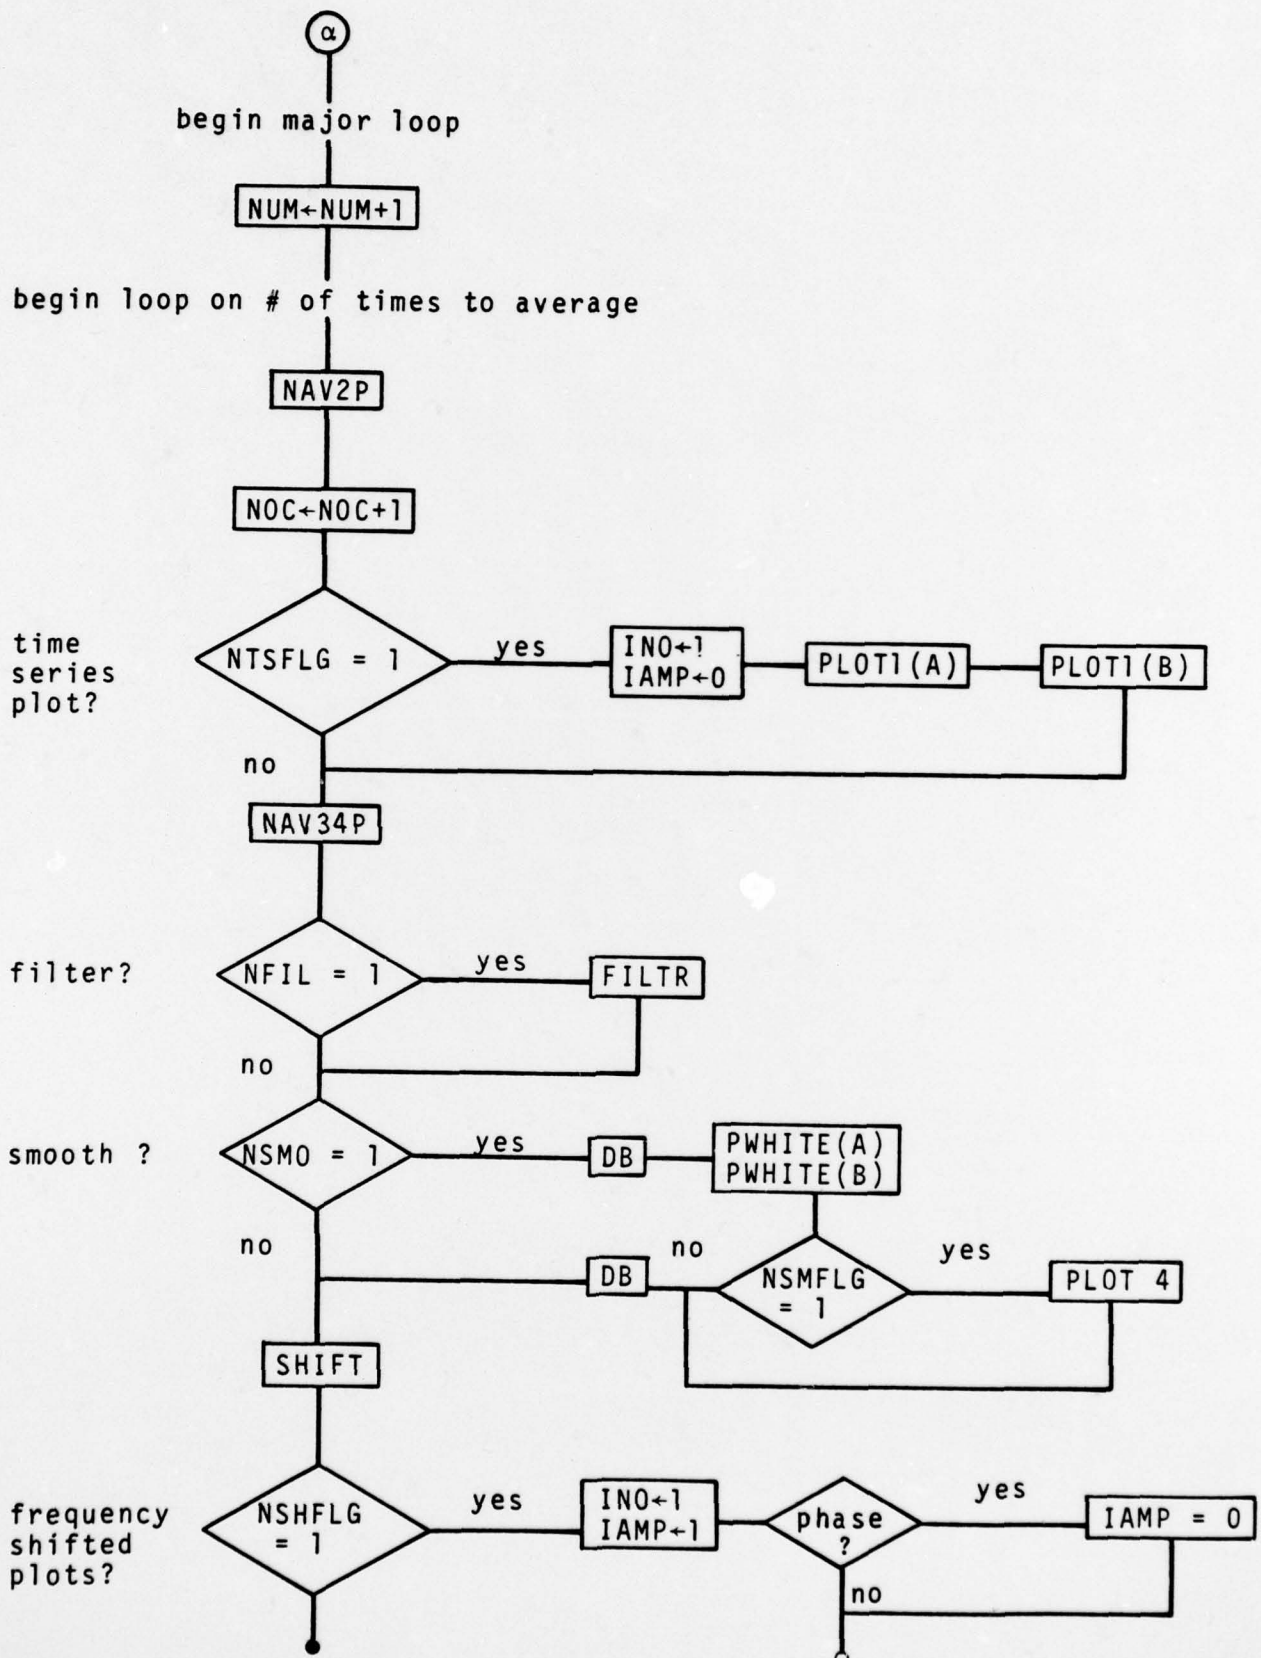 α
begin major loop
NUM←NUM+1
begin loop on # of times to average
NAV2P
NOC←NOC+1
time
series
plot?
NTSFLG = 1
yes
INO←1
IAMP←0
PLOT1(A)
PLOT1(B)
no
NAV34P
filter?
NFIL = 1
yes
FILTR
no
smooth ?
NSMO = 1
yes
DB
PWHITE(A)
PWHITE(B)
no
DB
no
NSMFLG
= 1
yes
PLOT 4
SHIFT
frequency
shifted
plots?
NSHFLG
= 1
yes
INO←1
IAMP←1
phase
?
yes
IAMP = 0
no